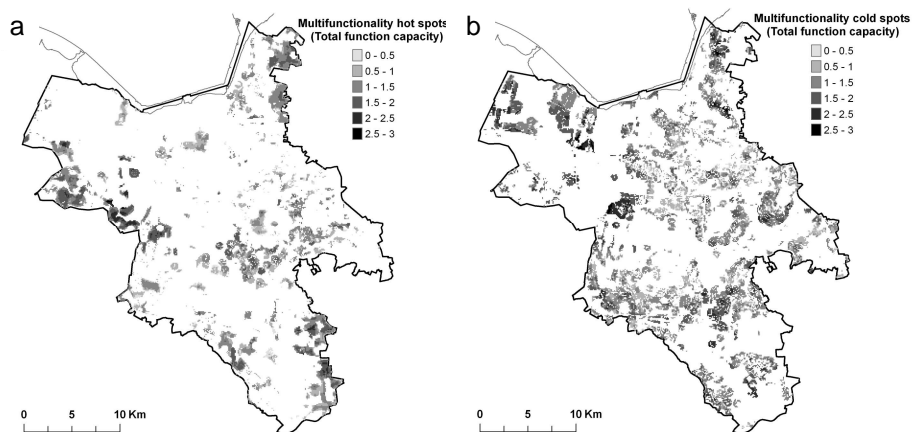 a
Multifunctionality hot spots
(Total function capacity)
0 - 0.5
0.5 - 1
1 - 1.5
1.5 - 2
2 - 2.5
2.5 - 3
0 5 10 Km
b
Multifunctionality cold spots
(Total function capacity)
0 - 0.5
0.5 - 1
1 - 1.5
1.5 - 2
2 - 2.5
2.5 - 3
0 5 10 Km